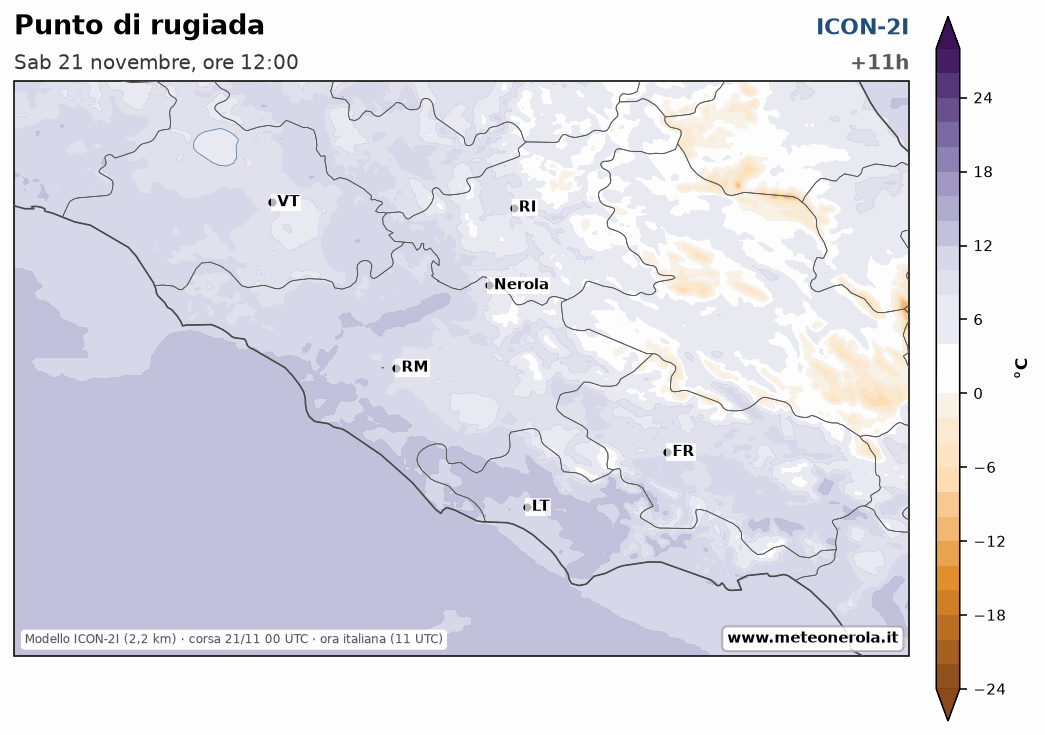 Punto di rugiada
ICON-2I
Sab 21 novembre, ore 12:00
+11h
VT
RI
Nerola
RM
FR
LT
24
18
12
6
0
−6
−12
−18
−24
°C
Modello ICON-2I (2,2 km) · corsa 21/11 00 UTC · ora italiana (11 UTC)
www.meteonerola.it